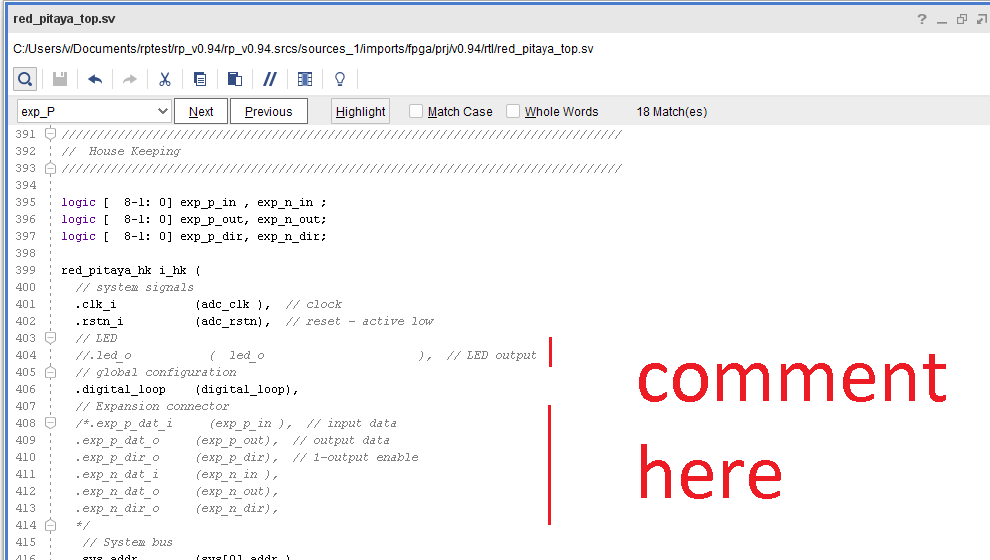 red_pitaya_top.sv
C:/Users/v/Documents/rptest/rp_v0.94/rp_v0.94.srcs/sources_1/imports/fpga/prj/v0.94/rtl/red_pitaya_top.sv
exp_P Next Previous Highlight Match Case Whole Words 18 Match(es)
391 ////////////////////////////////////////////////////////////////////////////////
392 //  House Keeping
393 ////////////////////////////////////////////////////////////////////////////////
394
395 logic [  8-1: 0] exp_p_in , exp_n_in ;
396 logic [  8-1: 0] exp_p_out, exp_n_out;
397 logic [  8-1: 0] exp_p_dir, exp_n_dir;
398
399 red_pitaya_hk i_hk (
400   // system signals
401   .clk_i           (adc_clk ),  // clock
402   .rstn_i          (adc_rstn),  // reset - active low
403   // LED
404   //.led_o           (  led_o                      ),  // LED output
405   // global configuration
406   .digital_loop    (digital_loop),
407   // Expansion connector
408   /*.exp_p_dat_i     (exp_p_in ),  // input data
409   .exp_p_dat_o     (exp_p_out),  // output data
410   .exp_p_dir_o     (exp_p_dir),  // 1-output enable
411   .exp_n_dat_i     (exp_n_in ),
412   .exp_n_dat_o     (exp_n_out),
413   .exp_n_dir_o     (exp_n_dir),
414   */
415    // System bus
416   .sys_addr        (sys[0].addr ),
comment
here